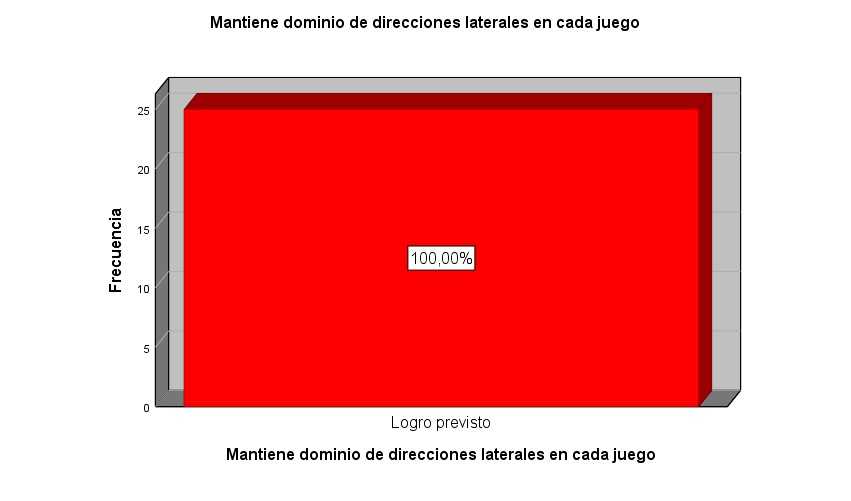 Mantiene dominio de direcciones laterales en cada juego
25
20
15
10
5
0
Frecuencia
100,00%
Logro previsto
Mantiene dominio de direcciones laterales en cada juego